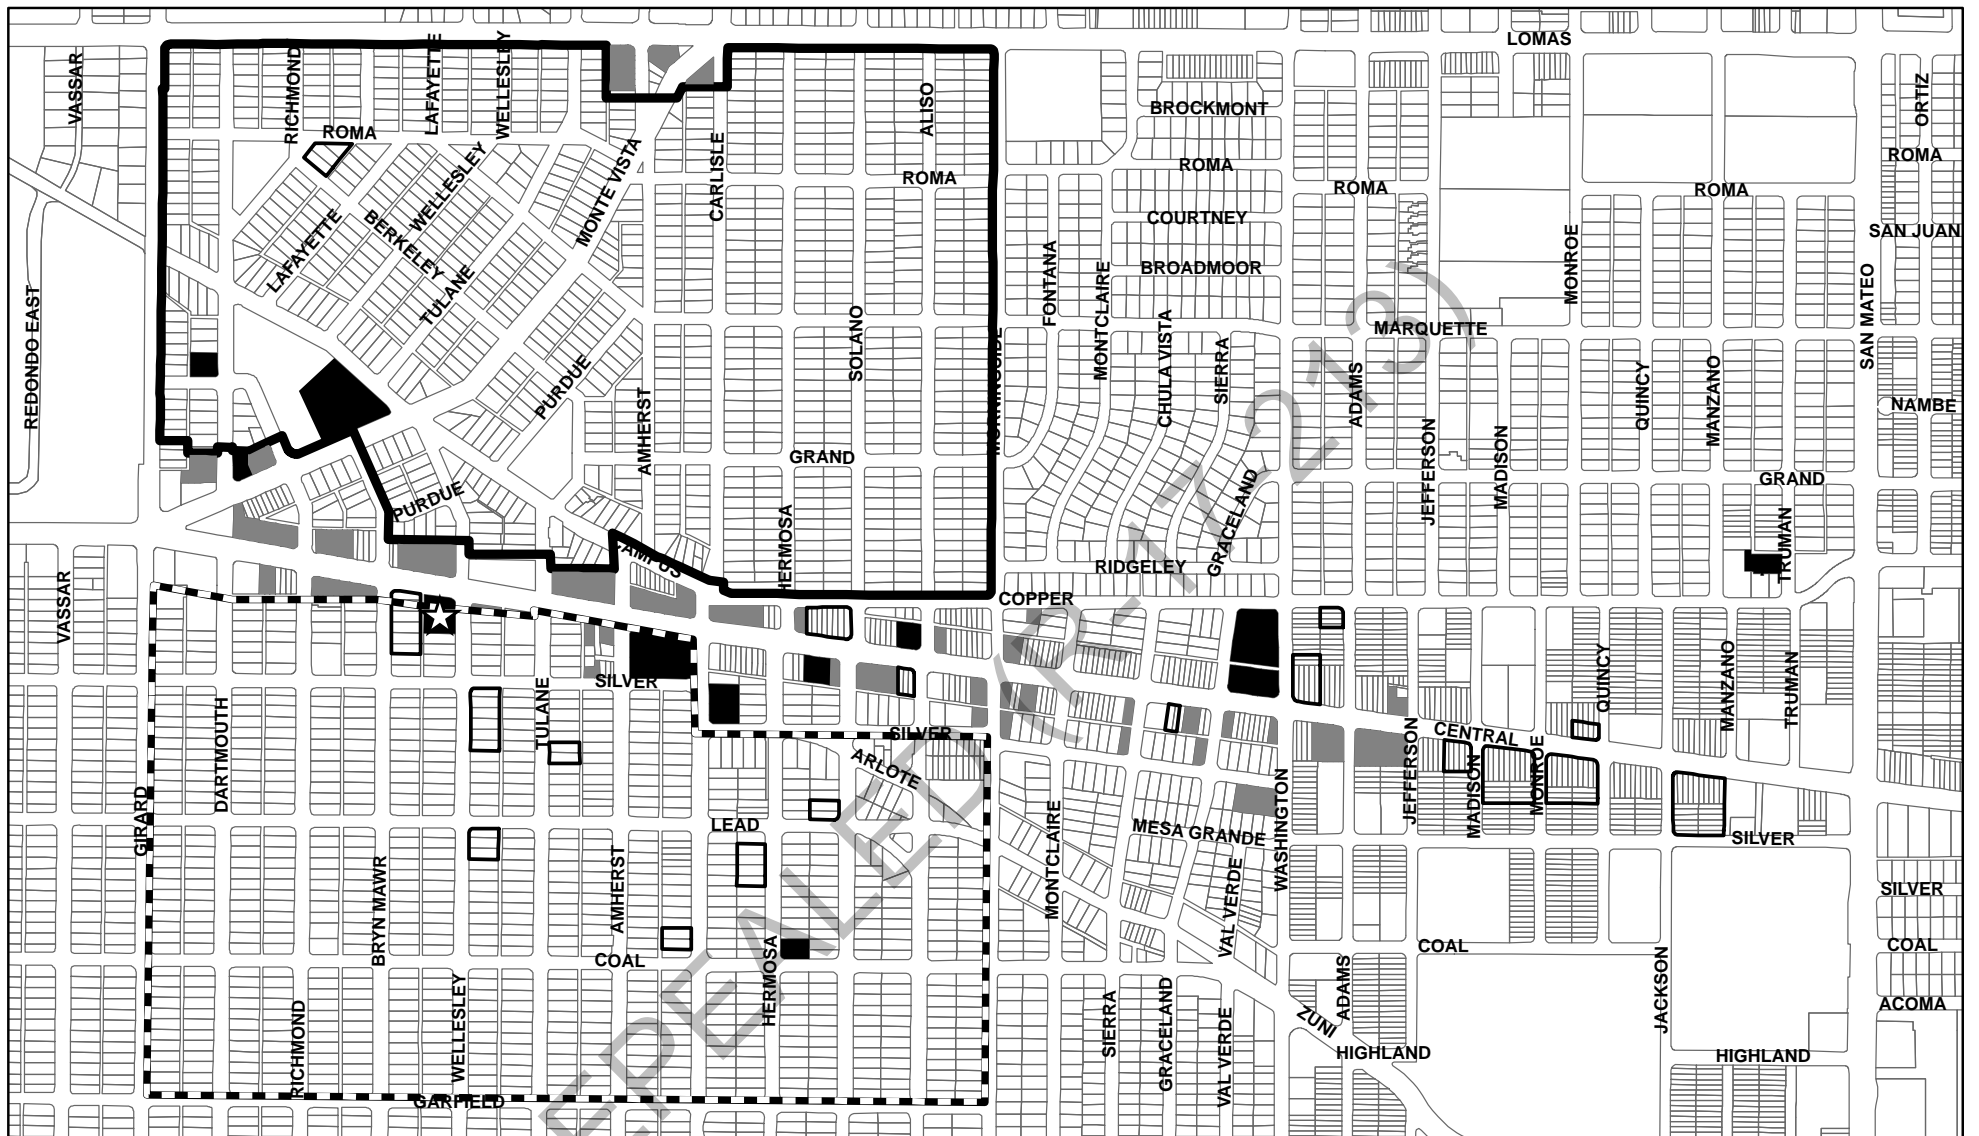 LOMAS
VASSAR
RICHMOND
LAFAYETTE
WELLESLEY
ALISO
ORTIZ
BROCKMONT
ROMA
CARLISLE
MONTE VISTA
ROMA
ROMA
ROMA
ROMA
ROMA
WELLESLEY
BERKELEY
LAFAYETTE
COURTNEY
SAN JUAN
TULANE
BROADMOOR
FONTANA
MONTCLAIRE
MONROE
REDONDO EAST
SOLANO
MORNINGSIDE
CHULA VISTA
SIERRA
MARQUETTE
SAN MATEO
PURDUE
ADAMS
QUINCY
MANZANO
NAMBE
AMHERST
GRAND
JEFFERSON
MADISON
GRAND
PURDUE
HERMOSA
GRACELAND
TRUMAN
CAMPUS
RIDGELEY
VASSAR
COPPER
SILVER
QUINCY
MANZANO
TRUMAN
DARTMOUTH
TULANE
SILVER
CENTRAL
ARLOTE
JEFFERSON
MADISON
MONROE
GIRARD
LEAD
MONTCLAIRE
MESA GRANDE
WASHINGTON
SILVER
BRYN MAWR
AMHERST
VAL VERDE
SILVER
COAL
HERMOSA
COAL
COAL
ADAMS
JACKSON
ACOMA
RICHMOND
WELLESLEY
SIERRA
GRACELAND
VAL VERDE
ZUNI
HIGHLAND
HIGHLAND
GARFIELD
EPEALED (R-17-213)